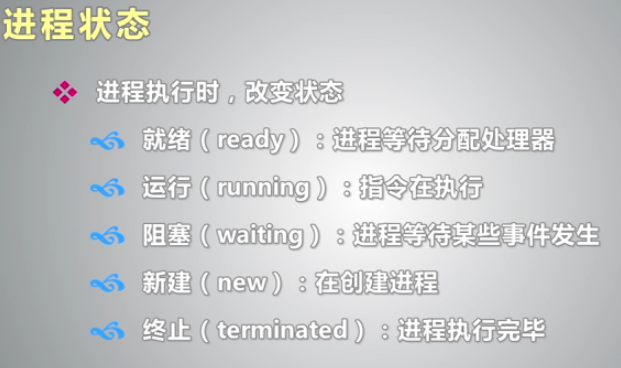 进程状态
进程执行时，改变状态
就绪（ready）：进程等待分配处理器
运行（running）：指令在执行
阻塞（waiting）：进程等待某些事件发生
新建（new）：在创建进程
终止（terminated）：进程执行完毕